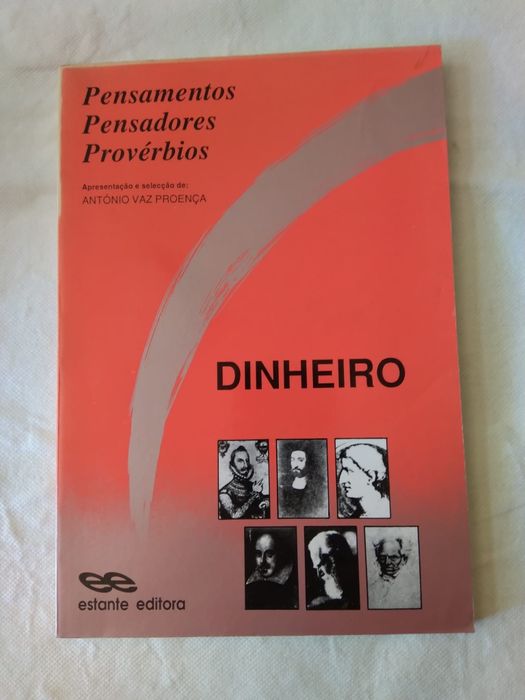 Pensamentos
Pensadores
Provérbios
Apresentação e selecção de:
ANTÓNIO VAZ PROENÇA
DINHEIRO
ee
estante editora